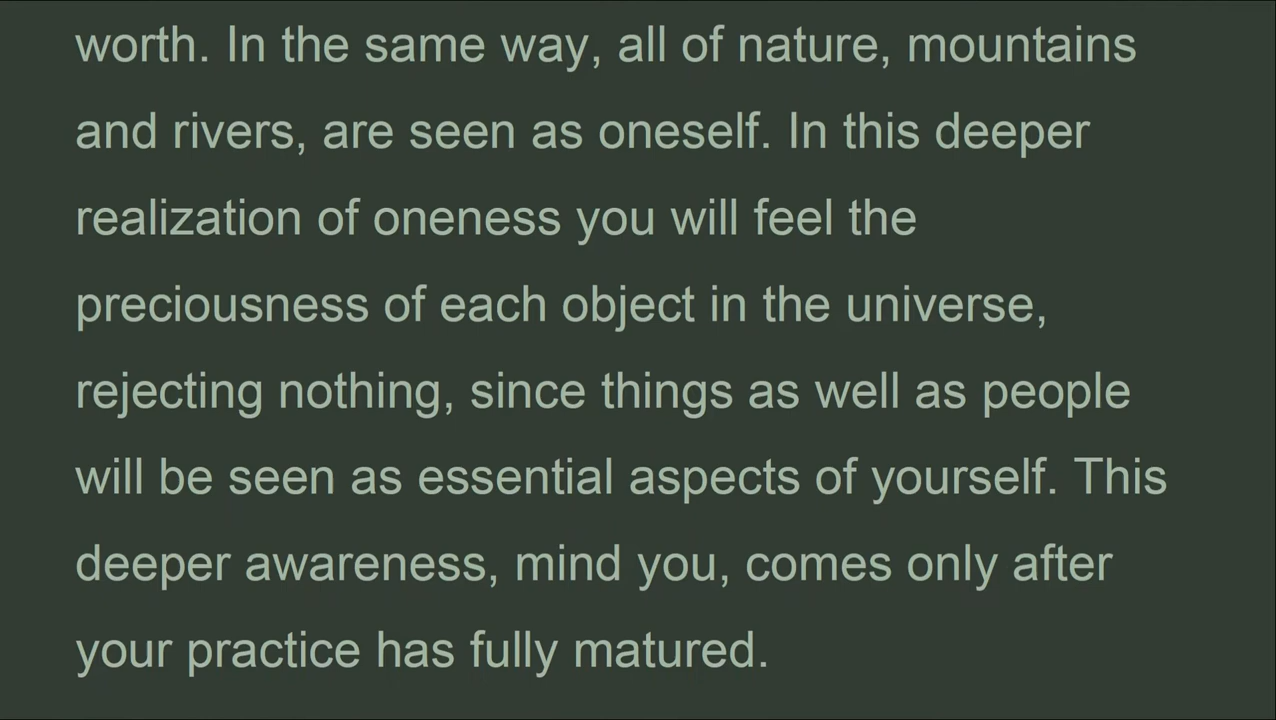 worth. In the same way, all of nature, mountains
and rivers, are seen as oneself. In this deeper
realization of oneness you will feel the
preciousness of each object in the universe,
rejecting nothing, since things as well as people
will be seen as essential aspects of yourself. This
deeper awareness, mind you, comes only after
your practice has fully matured.